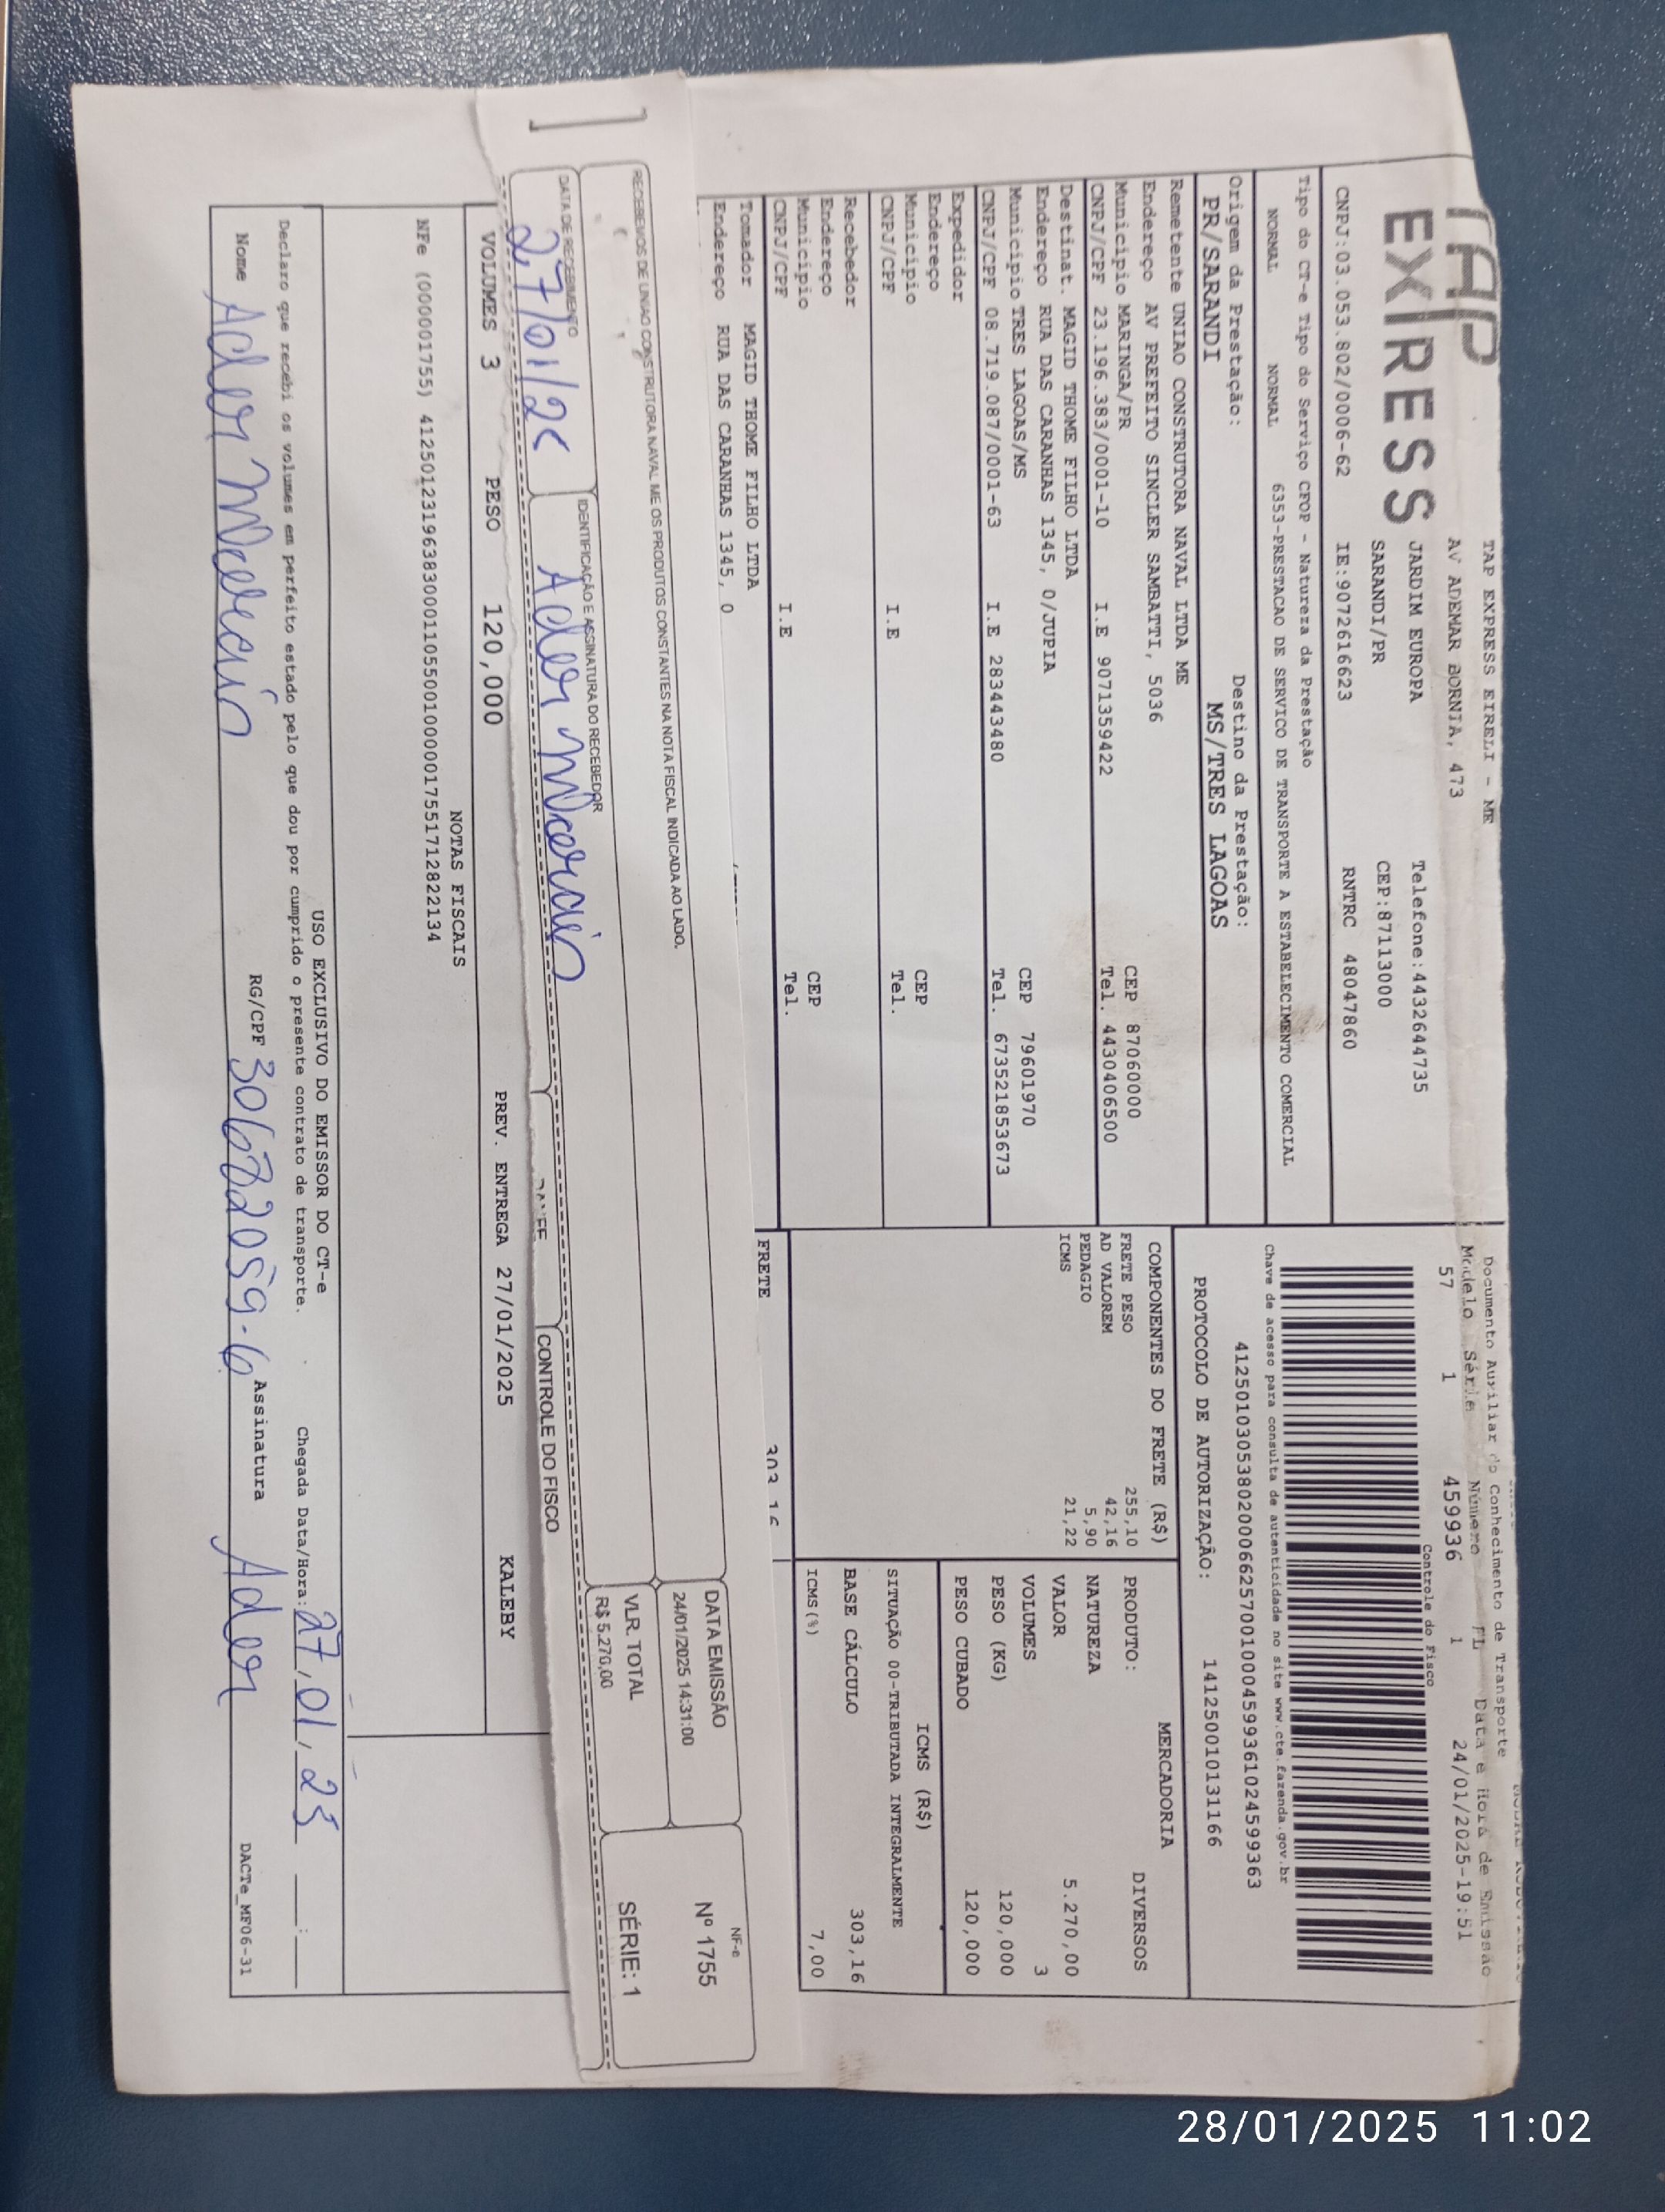 TAP EXPRESS EIRELI - ME
AV ADEMAR BORNIA, 473
TAP
EXPRESS
JARDIM EUROPA
Telefone:4432644735
SARANDI/PR
CEP:87113000
CNPJ:03.053.802/0006-62 IE:9072616623 RNTRC 48047860
Documento Auxiliar do Conhecimento de Transporte
Modelo Série Número FL Data e Hora de Emissão
57 1 459936 1 24/01/2025-19:51
Controle do Fisco
Chave de acesso para consulta de autenticidade no site www.cte.fazenda.gov.br
41250103053802000662570010004599361024599363
PROTOCOLO DE AUTORIZAÇÃO: 141250010131166
Tipo do CT-e Tipo do Serviço CFOP - Natureza da Prestação
NORMAL NORMAL 6353-PRESTACAO DE SERVICO DE TRANSPORTE A ESTABELECIMENTO COMERCIAL
Origem da Prestação: Destino da Prestação:
PR/SARANDI MS/TRES LAGOAS
Remetente UNIAO CONSTRUTORA NAVAL LTDA ME
Endereço AV PREFEITO SINCLER SAMBATTI, 5036
Municipio MARINGA/PR CEP 87060000
CNPJ/CPF 23.196.383/0001-10 I.E 9071359422 Tel. 4430406500
Destinat. MAGID THOME FILHO LTDA
Endereço RUA DAS CARANHAS 1345, 0/JUPIA
Municipio TRES LAGOAS/MS CEP 79601970
CNPJ/CPF 08.719.087/0001-63 I.E 283443480 Tel. 673521853673
Expedidor
Endereço
Municipio CEP
CNPJ/CPF I.E Tel.
Recebedor
Endereço
Municipio CEP
CNPJ/CPF I.E Tel.
Tomador MAGID THOME FILHO LTDA
Endereço RUA DAS CARANHAS 1345, 0
COMPONENTES DO FRETE (R$)
FRETE PESO 255,10
AD VALOREM 42,16
PEDAGIO 5,90
ICMS 21,22
FRETE 303,16
MERCADORIA
PRODUTO: DIVERSOS
NATUREZA
VALOR 5.270,00
VOLUMES 3
PESO (KG) 120,000
PESO CUBADO 120,000
ICMS (R$)
SITUAÇÃO 00-TRIBUTADA INTEGRALMENTE
BASE CÁLCULO 303,16
ICMS(%) 7,00
RECEBEMOS DE UNIAO CONSTRUTORA NAVAL ME OS PRODUTOS CONSTANTES NA NOTA FISCAL INDICADA AO LADO.
DATA EMISSÃO
24/01/2025 14:31:00
VLR. TOTAL
R$ 5.270,00
NF-e
Nº 1755
SÉRIE: 1
DATA DE RECEBIMENTO IDENTIFICAÇÃO E ASSINATURA DO RECEBEDOR
27/01/25 Ader
DANFE CONTROLE DO FISCO
VOLUMES 3 PESO 120,000 PREV. ENTREGA 27/01/2025 KALEBY
NOTAS FISCAIS
NFe (000001755) 41250123196383000110550010000017551712822134
USO EXCLUSIVO DO EMISSOR DO CT-e
Declaro que recebi os volumes em perfeito estado pelo que dou por cumprido o presente contrato de transporte. Chegada Data/Hora: 27/01/25 __:__
Nome Ader RG/CPF Assinatura Ader
DACTe_MF06-31
28/01/2025 11:02